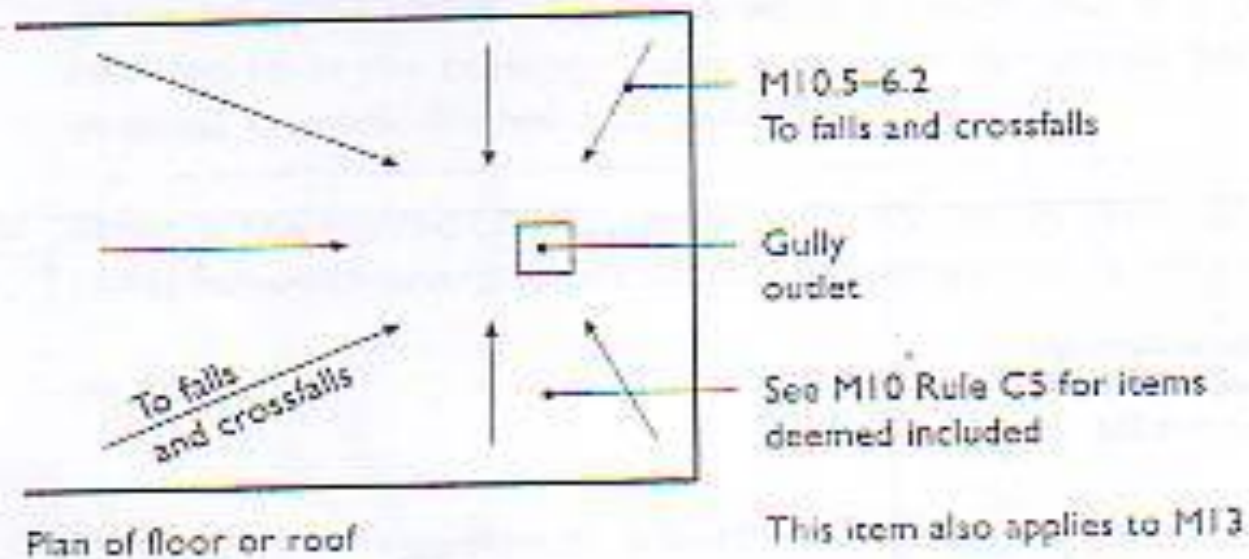 M10.5–6.2
To falls and crossfalls
Gully
outlet
To falls
and crossfalls
See M10 Rule C5 for items
deemed included
This item also applies to M13
Plan of floor or roof